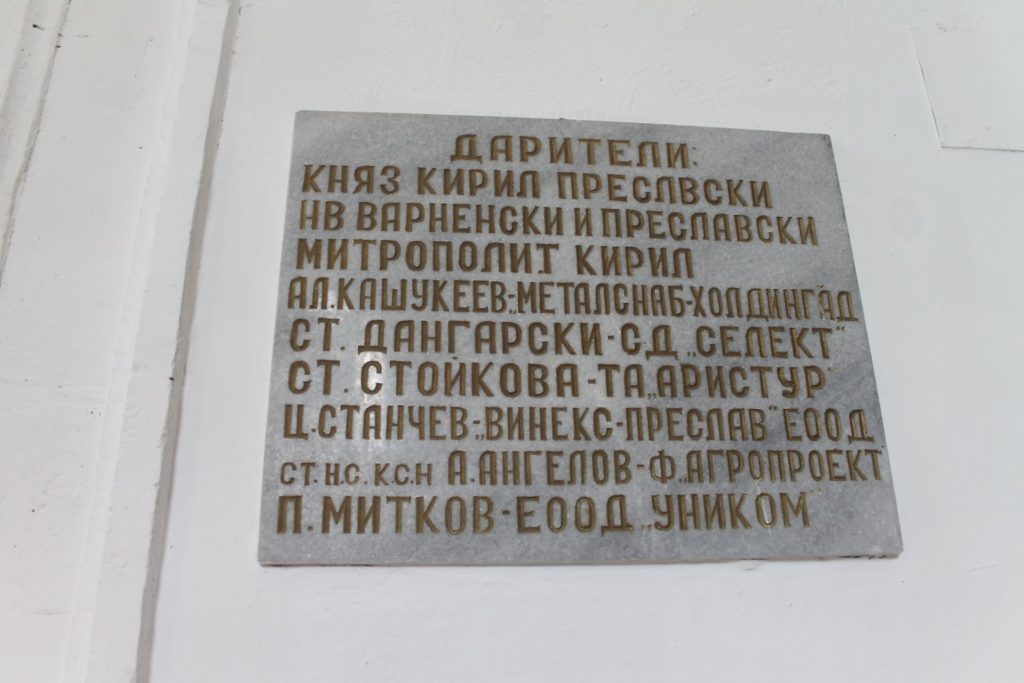 ДАРИТЕЛИ:
КНЯЗ КИРИЛ ПРЕСЛВСКИ
НВ ВАРНЕНСКИ И ПРЕСЛАВСКИ
МИТРОПОЛИТ КИРИЛ
АЛ.КАШУКЕЕВ-„МЕТАЛСНАБ-ХОЛДИНГ"АД
СТ. ДАНГАРСКИ-СД „СЕЛЕКТ"
СТ. СТОЙКОВА-ТА„АРИСТУР"
Ц.СТАНЧЕВ-„ВИНЕКС-ПРЕСЛАВ" ЕООД
СТ.Н.С. К.С.Н А.АНГЕЛОВ-Ф„АГРОПРОЕКТ"
П.МИТКОВ-ЕООД „УНИКОМ"